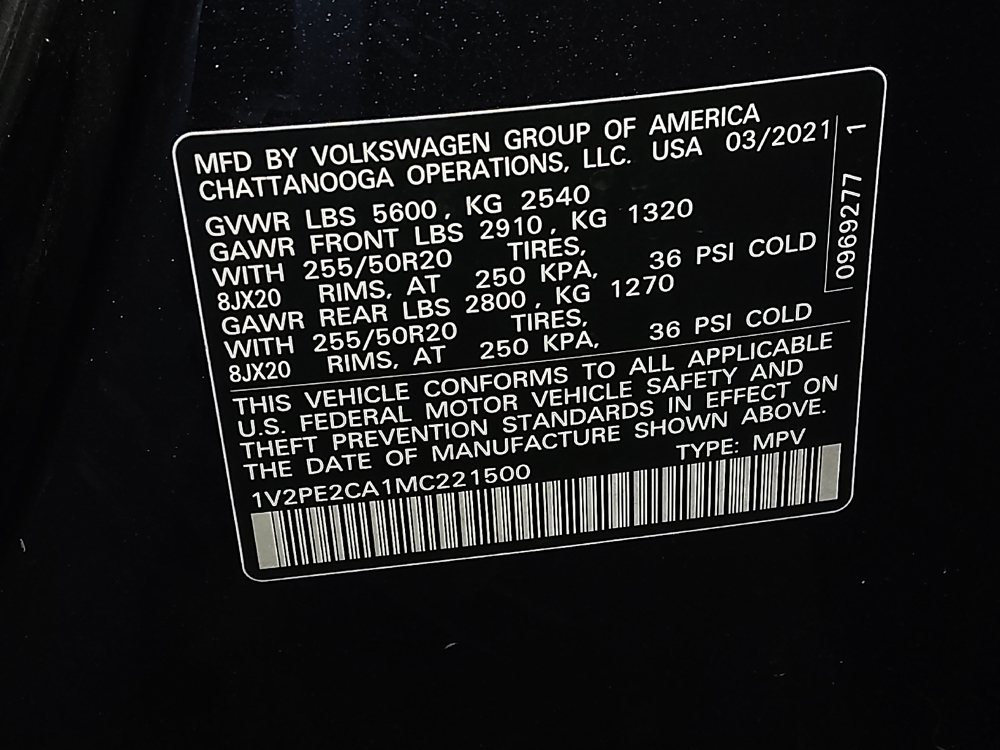 MFD BY VOLKSWAGEN GROUP OF AMERICA
CHATTANOOGA OPERATIONS, LLC. USA 03/2021
GVWR LBS 5600, KG 2540
GAWR FRONT LBS 2910, KG 1320
WITH 255/50R20 TIRES,
8JX20 RIMS, AT 250 KPA, 36 PSI COLD
GAWR REAR LBS 2800, KG 1270
WITH 255/50R20 TIRES,
8JX20 RIMS, AT 250 KPA, 36 PSI COLD
THIS VEHICLE CONFORMS TO ALL APPLICABLE
U.S. FEDERAL MOTOR VEHICLE SAFETY AND
THEFT PREVENTION STANDARDS IN EFFECT ON
THE DATE OF MANUFACTURE SHOWN ABOVE.
1V2PE2CA1MC221500 TYPE: MPV
0969277 1